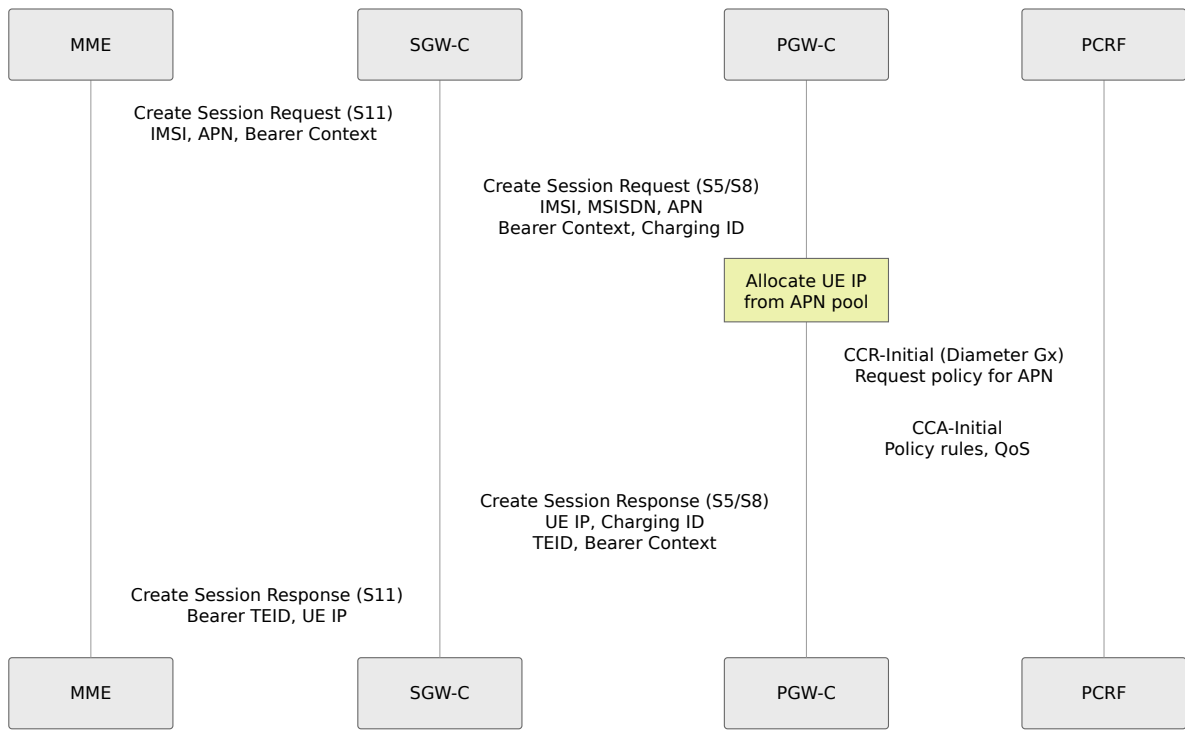 MME
SGW-C
PGW-C
PCRF
Create Session Request (S11)
IMSI, APN, Bearer Context
Create Session Request (S5/S8)
IMSI, MSISDN, APN
Bearer Context, Charging ID
Allocate UE IP
from APN pool
CCR-Initial (Diameter Gx)
Request policy for APN
CCA-Initial
Policy rules, QoS
Create Session Response (S5/S8)
UE IP, Charging ID
TEID, Bearer Context
Create Session Response (S11)
Bearer TEID, UE IP
MME
SGW-C
PGW-C
PCRF